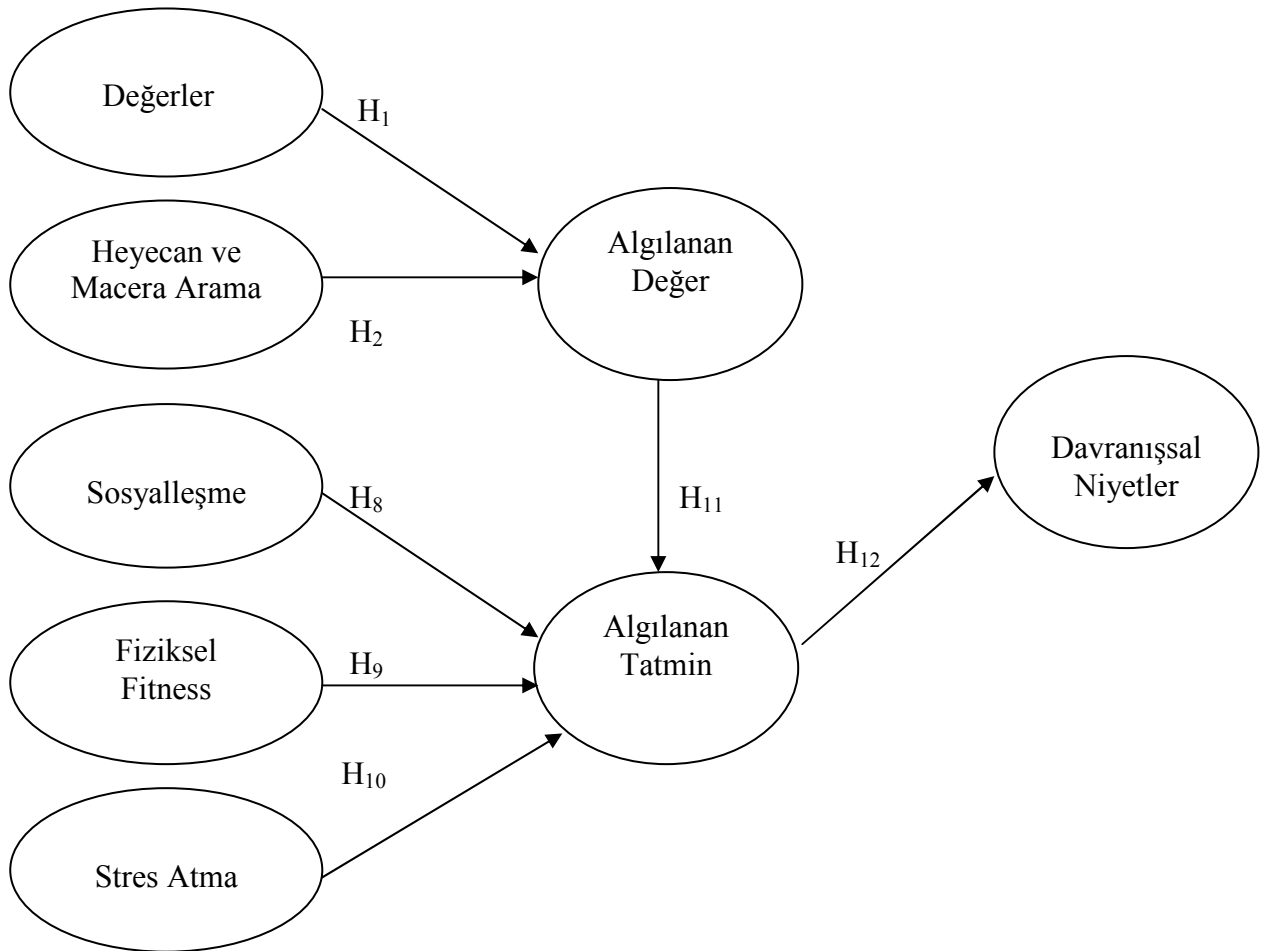 Değerler
H₁
Heyecan ve
Macera Arama
H₂
Algılanan
Değer
Sosyalleşme
H₈
H₁₁
Davranışsal
Niyetler
H₁₂
Fiziksel
Fitness
H₉
Algılanan
Tatmin
H₁₀
Stres Atma